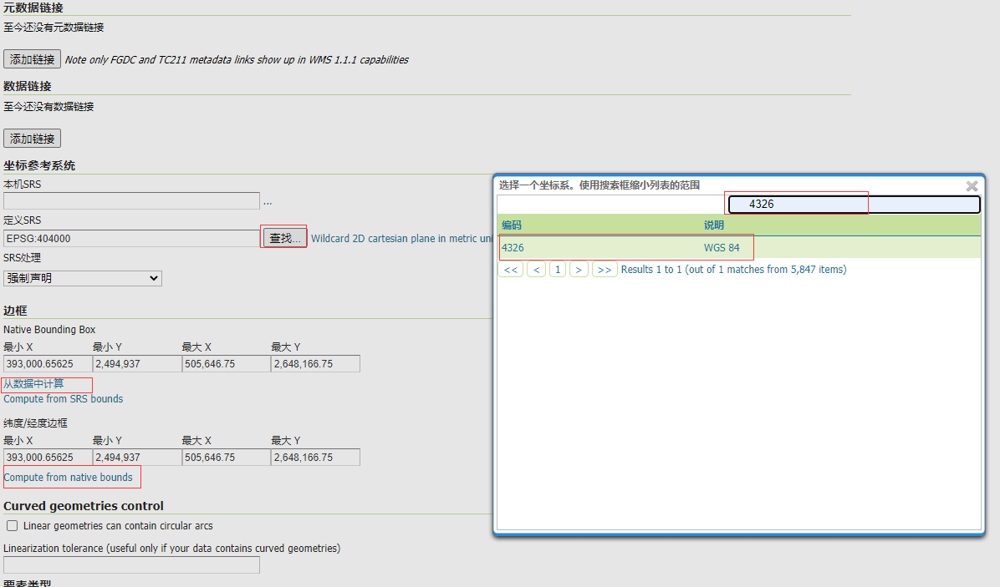 元数据链接
至今还没有元数据链接
添加链接 Note only FGDC and TC211 metadata links show up in WMS 1.1.1 capabilities
数据链接
至今还没有数据链接
添加链接
坐标参考系统
本机SRS
...
定义SRS
EPSG:404000 查找... Wildcard 2D cartesian plane in metric uni
SRS处理
强制声明
边框
Native Bounding Box
最小 X 最小 Y 最大 X 最大 Y
393,000.65625 2,494,937 505,646.75 2,648,166.75
从数据中计算
Compute from SRS bounds
纬度/经度边框
最小 X 最小 Y 最大 X 最大 Y
393,000.65625 2,494,937 505,646.75 2,648,166.75
Compute from native bounds
Curved geometries control
Linear geometries can contain circular arcs
Linearization tolerance (useful only if your data contains curved geometries)
要素类型
选择一个坐标系。使用搜索框缩小列表的范围
4326
编码 说明
4326 WGS 84
<< < 1 > >> Results 1 to 1 (out of 1 matches from 5,847 items)